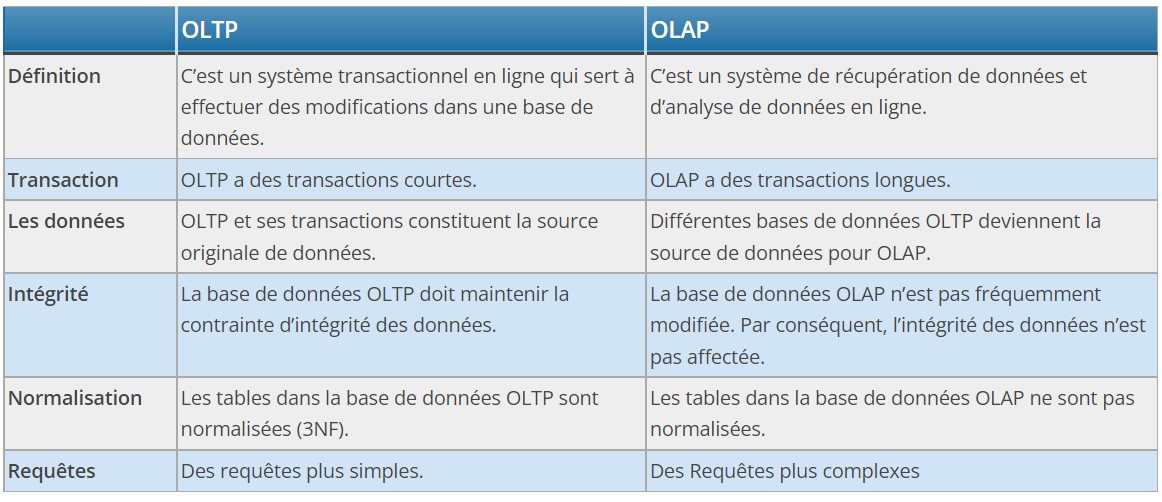 OLTP OLAP
Définition
C’est un système transactionnel en ligne qui sert à
effectuer des modifications dans une base de
données.
C’est un système de récupération de données et
d’analyse de données en ligne.
Transaction
OLTP a des transactions courtes.
OLAP a des transactions longues.
Les données
OLTP et ses transactions constituent la source
originale de données.
Différentes bases de données OLTP deviennent la
source de données pour OLAP.
Intégrité
La base de données OLTP doit maintenir la
contrainte d’intégrité des données.
La base de données OLAP n’est pas fréquemment
modifiée. Par conséquent, l’intégrité des données n’est
pas affectée.
Normalisation
Les tables dans la base de données OLTP sont
normalisées (3NF).
Les tables dans la base de données OLAP ne sont pas
normalisées.
Requêtes
Des requêtes plus simples.
Des Requêtes plus complexes